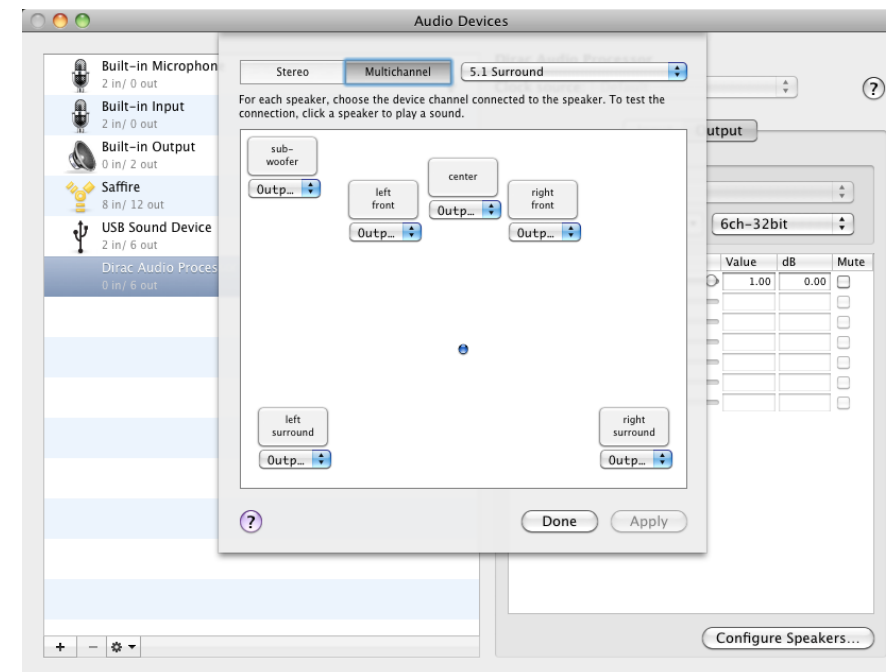 Audio Devices
Built-in Microphon
2 in/ 0 out
Built-in Input
2 in/ 0 out
Built-in Output
0 in/ 2 out
Saffire
8 in/ 12 out
USB Sound Device
2 in/ 6 out
Dirac Audio Proces
0 in/ 6 out
Stereo
Multichannel
5.1 Surround
For each speaker, choose the device channel connected to the speaker. To test the
connection, click a speaker to play a sound.
sub-
woofer
Outp...
left
front
Outp...
center
Outp...
right
front
Outp...
left
surround
Outp...
right
surround
Outp...
?
Done
Apply
Dirac Audio Processor
?
utput
6ch-32bit
Value dB Mute
1.00 0.00
Configure Speakers...
+ −